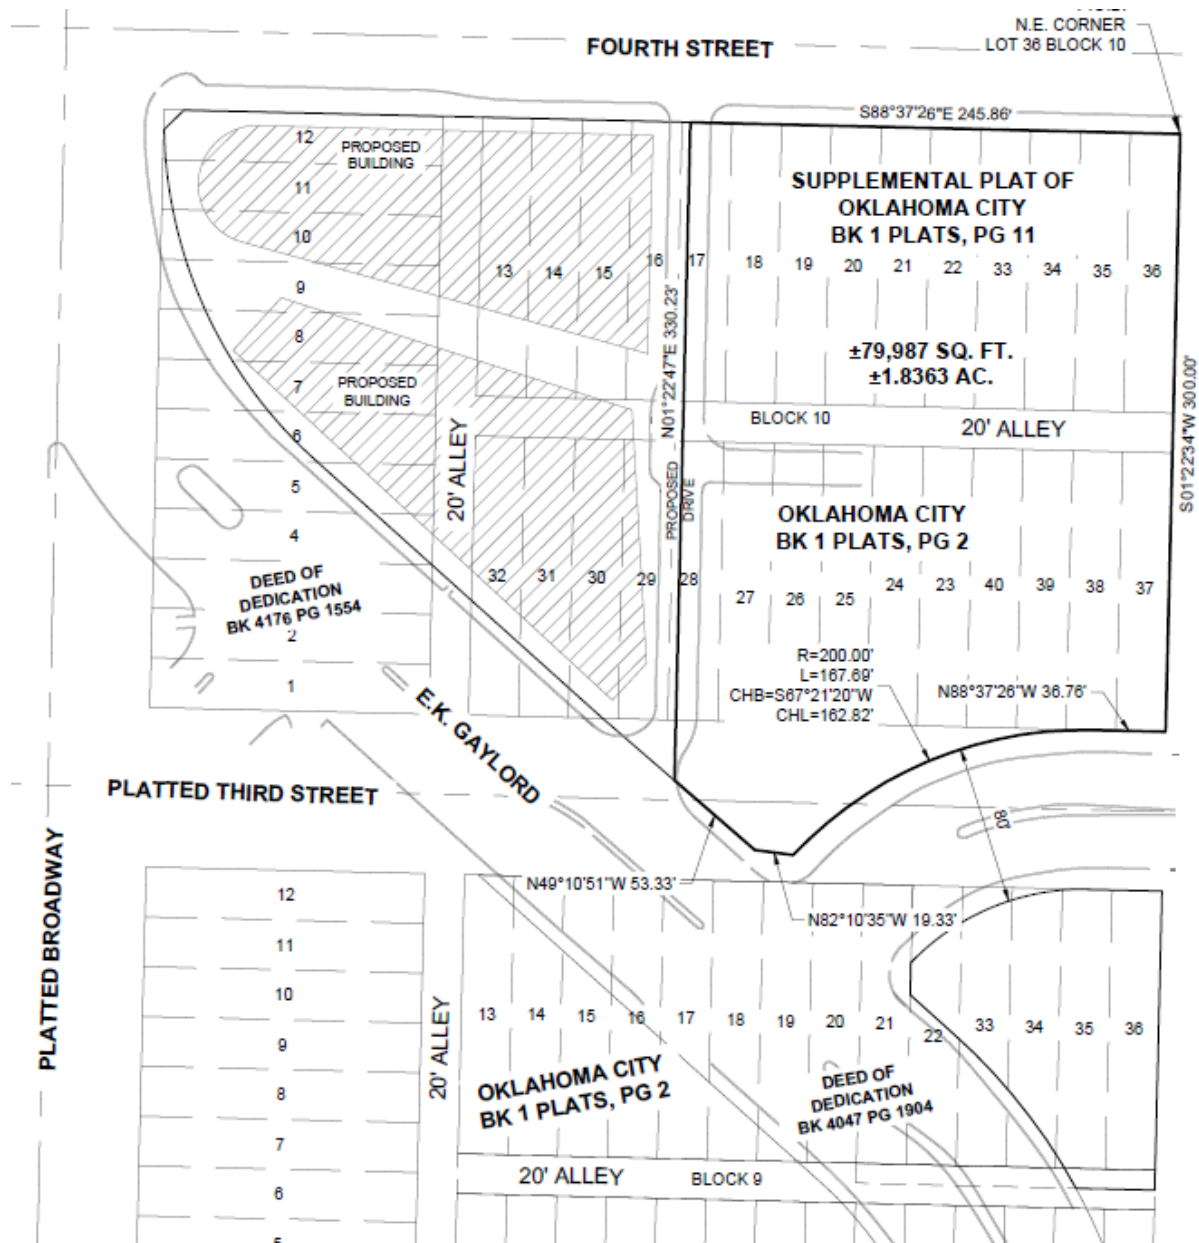 N.E. CORNER
LOT 36 BLOCK 10
FOURTH STREET
S88°37'26"E 245.86'
12
PROPOSED
BUILDING
11
10
9
8
7
PROPOSED
BUILDING
6
5
4
DEED OF
DEDICATION
BK 4176 PG 1554
2
1
20' ALLEY
13
14
15
16
17
18
19
20
21
22
33
34
35
36
SUPPLEMENTAL PLAT OF
OKLAHOMA CITY
BK 1 PLATS, PG 11
±79,987 SQ. FT.
±1.8363 AC.
N01°22'47"E 330.23'
BLOCK 10
20' ALLEY
S01°22'34"W 300.00'
PROPOSED
DRIVE
OKLAHOMA CITY
BK 1 PLATS, PG 2
32
31
30
29
28
27
26
25
24
23
40
39
38
37
R=200.00'
L=167.69'
CHB=S67°21'20"W
CHL=162.82'
N88°37'26"W 36.76'
E.K. GAYLORD
PLATTED THIRD STREET
80'
N49°10'51"W 53.33'
N82°10'35"W 19.33'
PLATTED BROADWAY
12
11
10
9
8
7
6
20' ALLEY
13
14
15
16
17
18
19
20
21
22
33
34
35
36
OKLAHOMA CITY
BK 1 PLATS, PG 2
DEED OF
DEDICATION
BK 4047 PG 1904
20' ALLEY
BLOCK 9